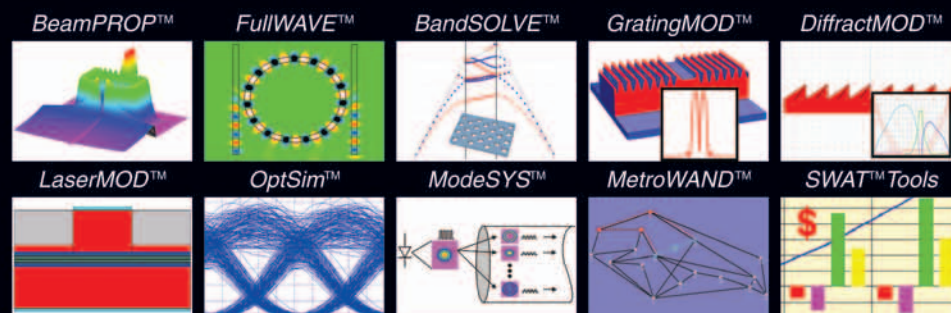 BeamPROP™ FullWAVE™ BandSOLVE™ GratingMOD™ DiffractMOD™
LaserMOD™ OptSim™ ModeSYS™ MetroWAND™ SWAT™Tools
$